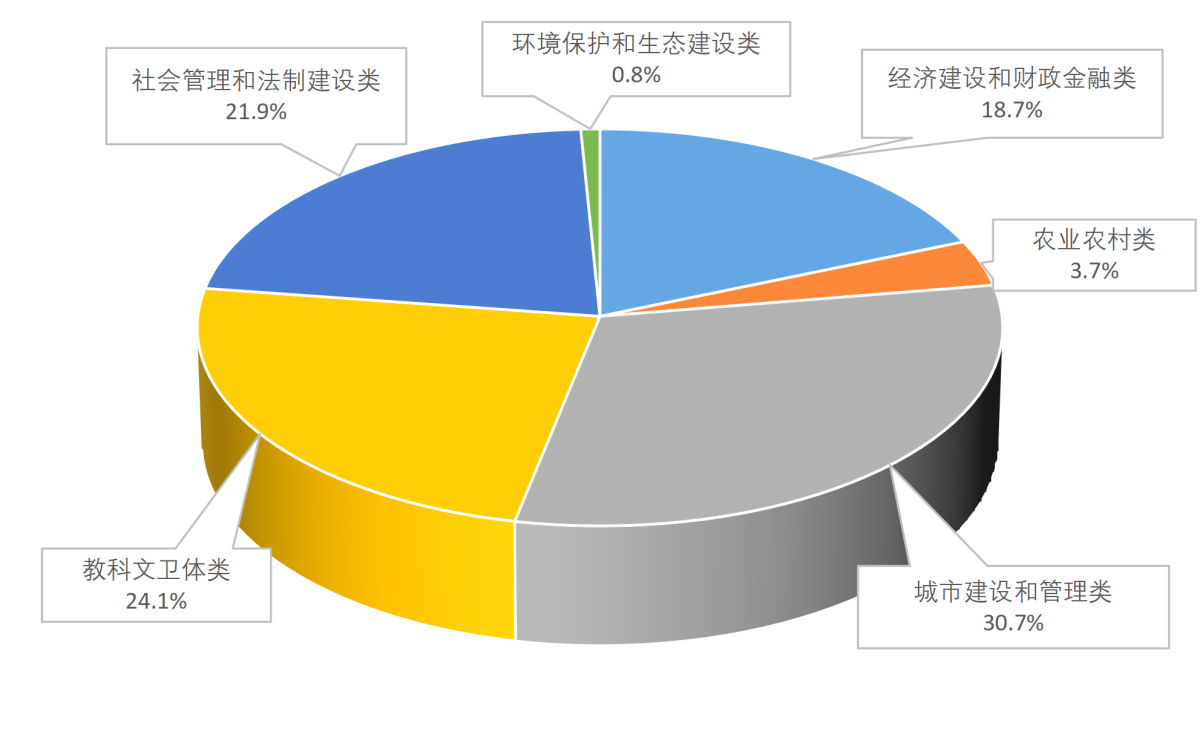 环境保护和生态建设类
0.8%
社会管理和法制建设类
21.9%
经济建设和财政金融类
18.7%
农业农村类
3.7%
教科文卫体类
24.1%
城市建设和管理类
30.7%